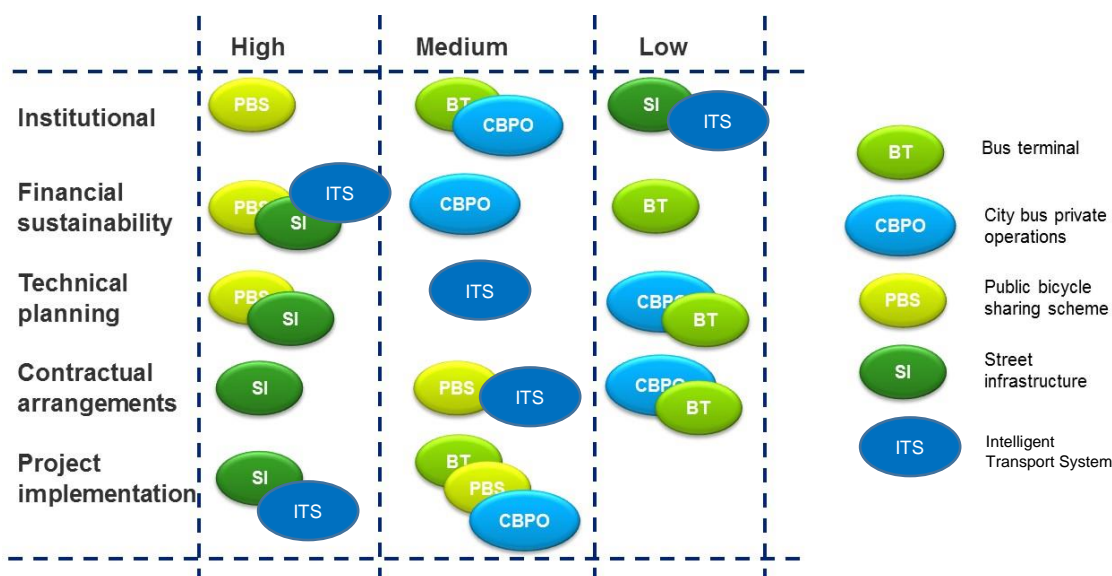 High Medium Low
Institutional
PBS
BT
CBPO
SI
ITS
Financial
sustainability
PBS
SI
ITS
CBPO
BT
Technical
planning
PBS
SI
ITS
CBPO
BT
Contractual
arrangements
SI
PBS
ITS
CBPO
BT
Project
implementation
SI
ITS
BT
PBS
CBPO
BT Bus terminal
CBPO City bus private
operations
PBS Public bicycle
sharing scheme
SI Street
infrastructure
ITS Intelligent
Transport System